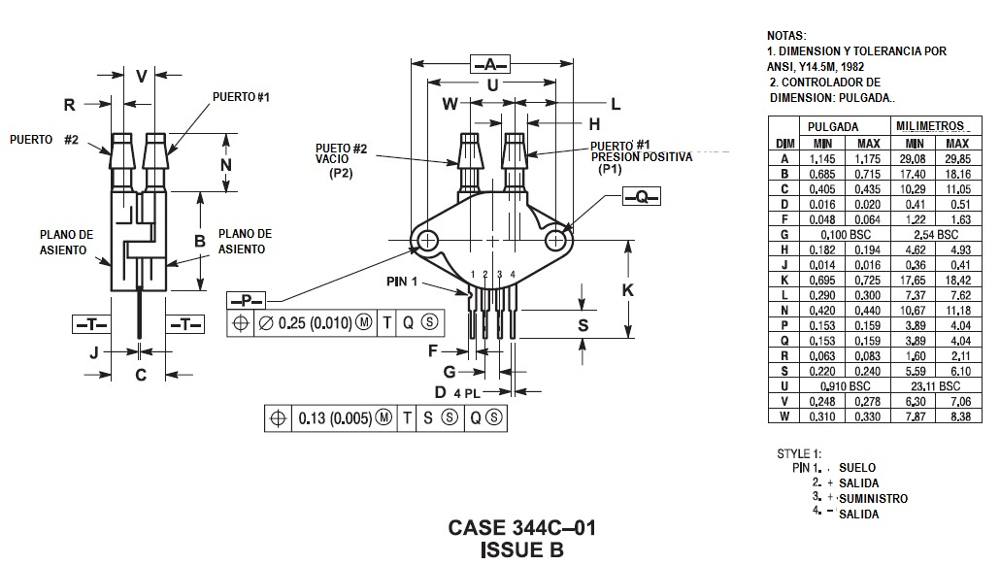 NOTAS:
1. DIMENSION Y TOLERANCIA POR
ANSI, Y14.5M, 1982
2. CONTROLADOR DE
DIMENSION: PULGADA..
V
R
PUERTO #1
PUERTO #2
N
PLANO DE
ASIENTO
B
PLANO DE
ASIENTO
–T–
–T–
J
C
–A–
U
W
L
H
PUETO #2
VACIO
(P2)
PUERTO #1
PRESION POSITIVA
(P1)
–Q–
1 2 3 4
PIN 1
K
–P–
⌖ ∅ 0.25 (0.010) Ⓜ T Q Ⓢ
S
F
G
D 4 PL
⌖ 0.13 (0.005) Ⓜ T S Ⓢ Q Ⓢ
PULGADA MILIMETROS
DIM MIN MAX MIN MAX
A 1.145 1.175 29.08 29.85
B 0.685 0.715 17.40 18.16
C 0.405 0.435 10.29 11.05
D 0.016 0.020 0.41 0.51
F 0.048 0.064 1.22 1.63
G 0.100 BSC 2.54 BSC
H 0.182 0.194 4.62 4.93
J 0.014 0.016 0.36 0.41
K 0.695 0.725 17.65 18.42
L 0.290 0.300 7.37 7.62
N 0.420 0.440 10.67 11.18
P 0.153 0.159 3.89 4.04
Q 0.153 0.159 3.89 4.04
R 0.063 0.083 1.60 2.11
S 0.220 0.240 5.59 6.10
U 0.910 BSC 23.11 BSC
V 0.248 0.278 6.30 7.06
W 0.310 0.330 7.87 8.38
STYLE 1:
PIN 1. . SUELO
2. + SALIDA
3. + SUMINISTRO
4. – SALIDA
CASE 344C–01
ISSUE B